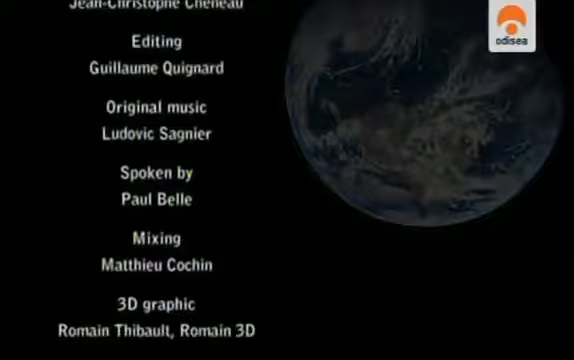 Jean-Christophe Cheneau
odisea
Editing
Guillaume Quignard
Original music
Ludovic Sagnier
Spoken by
Paul Belle
Mixing
Matthieu Cochin
3D graphic
Romain Thibault, Romain 3D